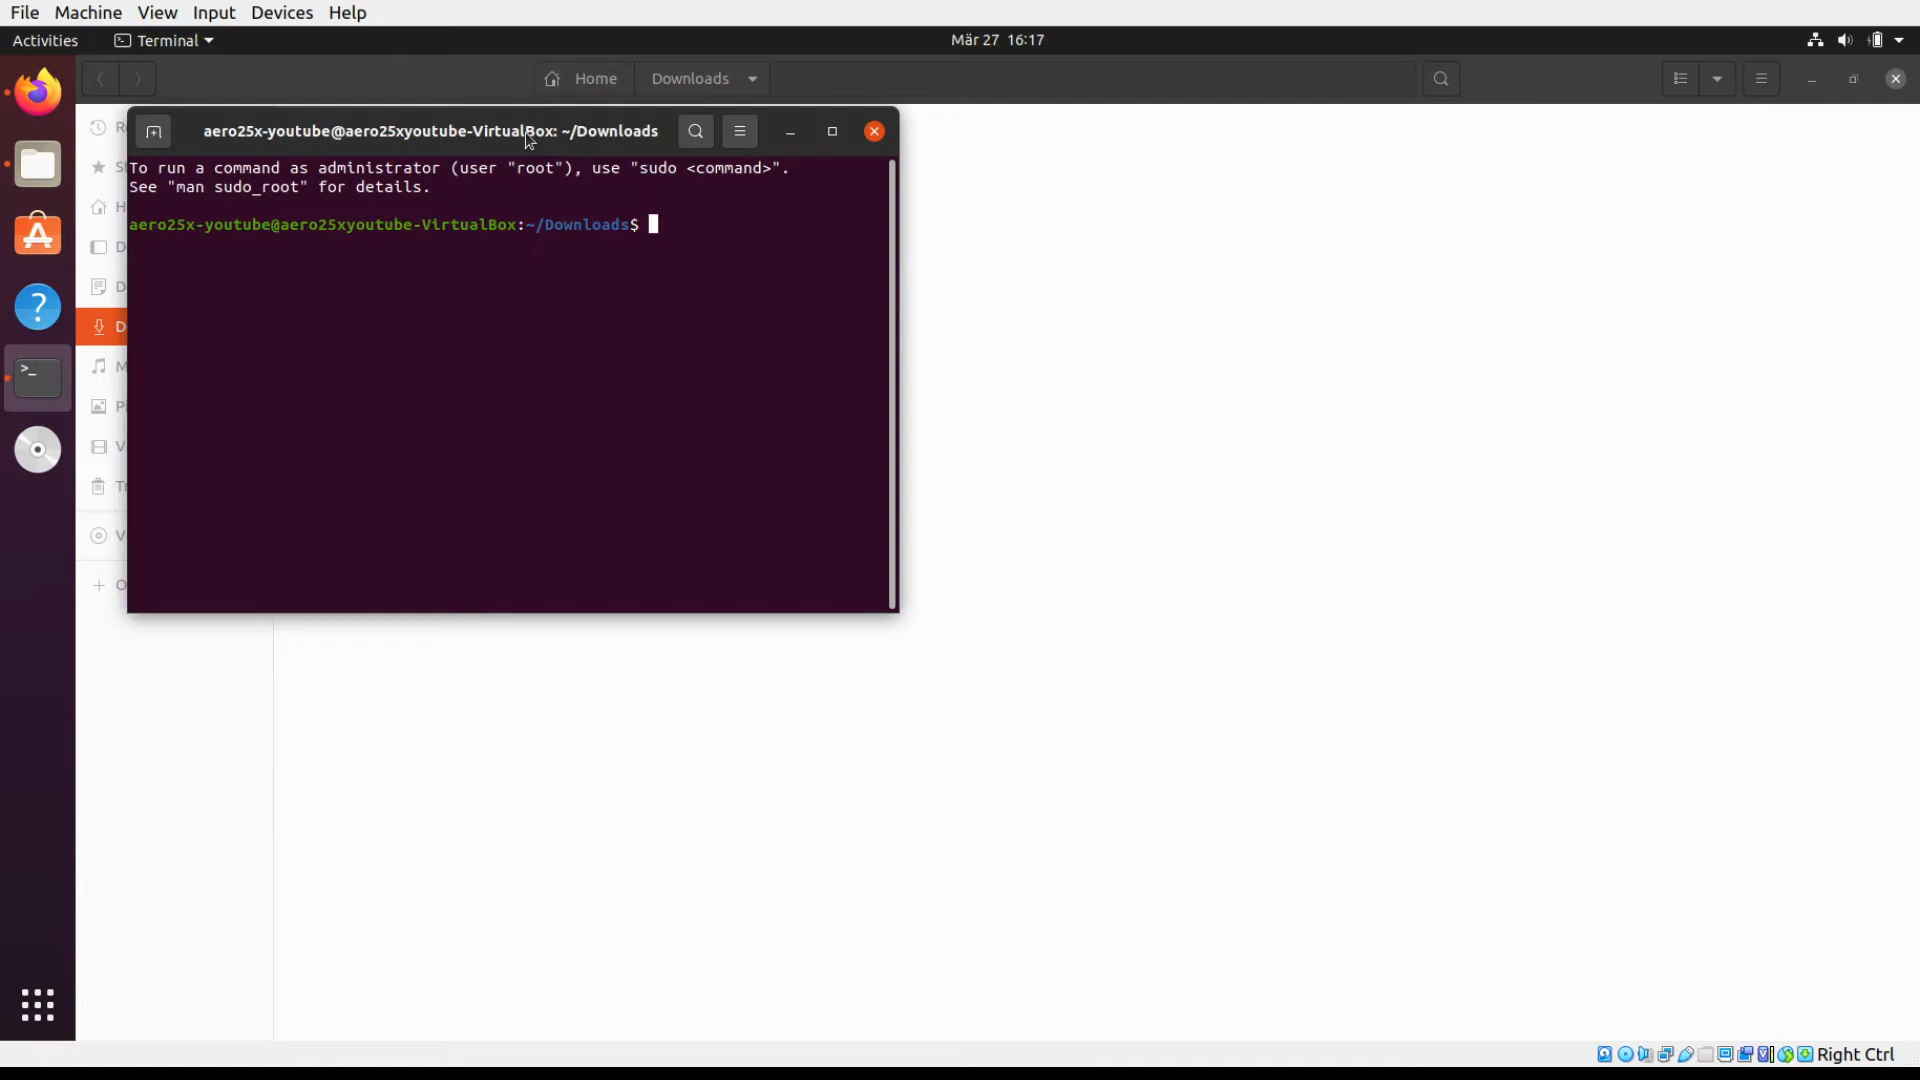 File Machine View Input Devices Help
Activities Terminal Mär 27 16:17
Home Downloads
aero25x-youtube@aero25xyoutube-VirtualBox: ~/Downloads
To run a command as administrator (user "root"), use "sudo <command>".
See "man sudo_root" for details.
aero25x-youtube@aero25xyoutube-VirtualBox:~/Downloads$
Right Ctrl